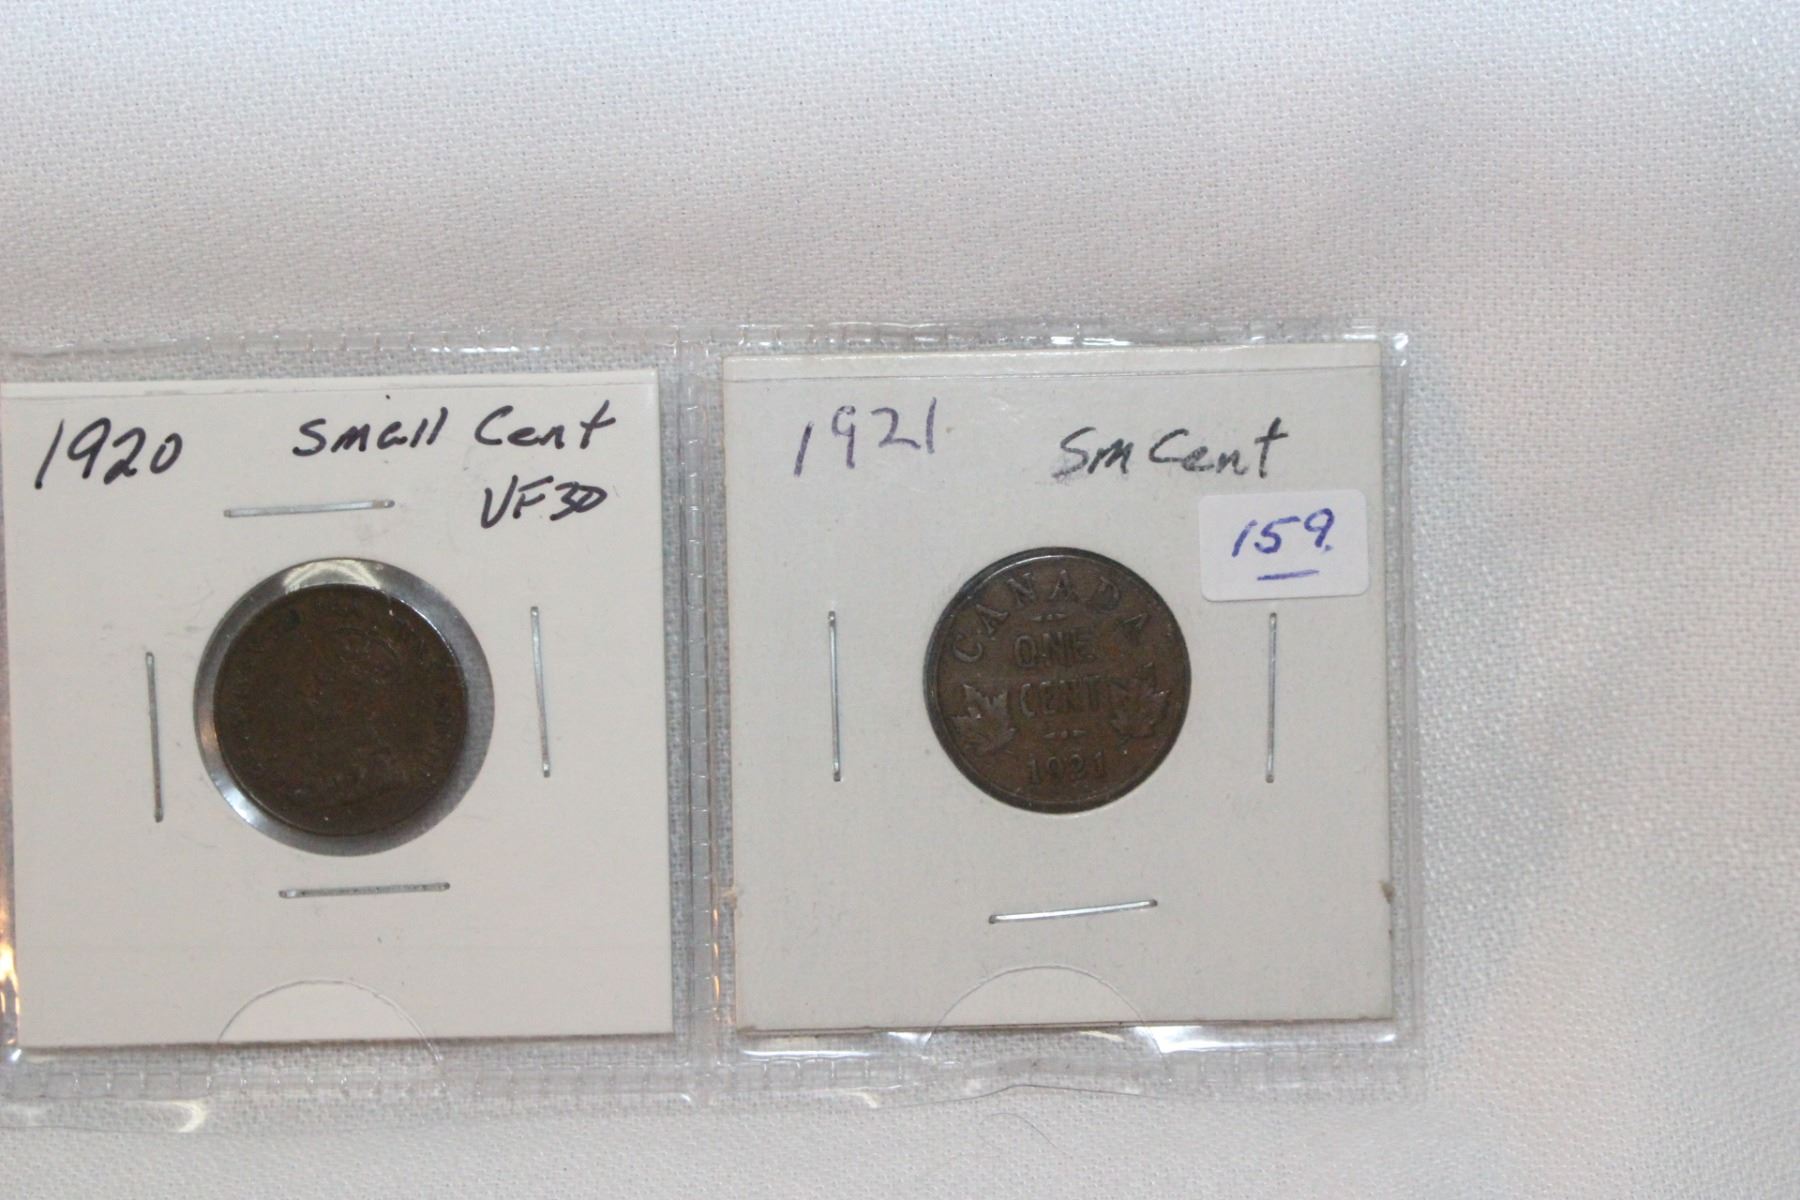 1920 Small Cent
VF30
1921 Sm Cent
159.
CANADA
ONE
CENT
1921